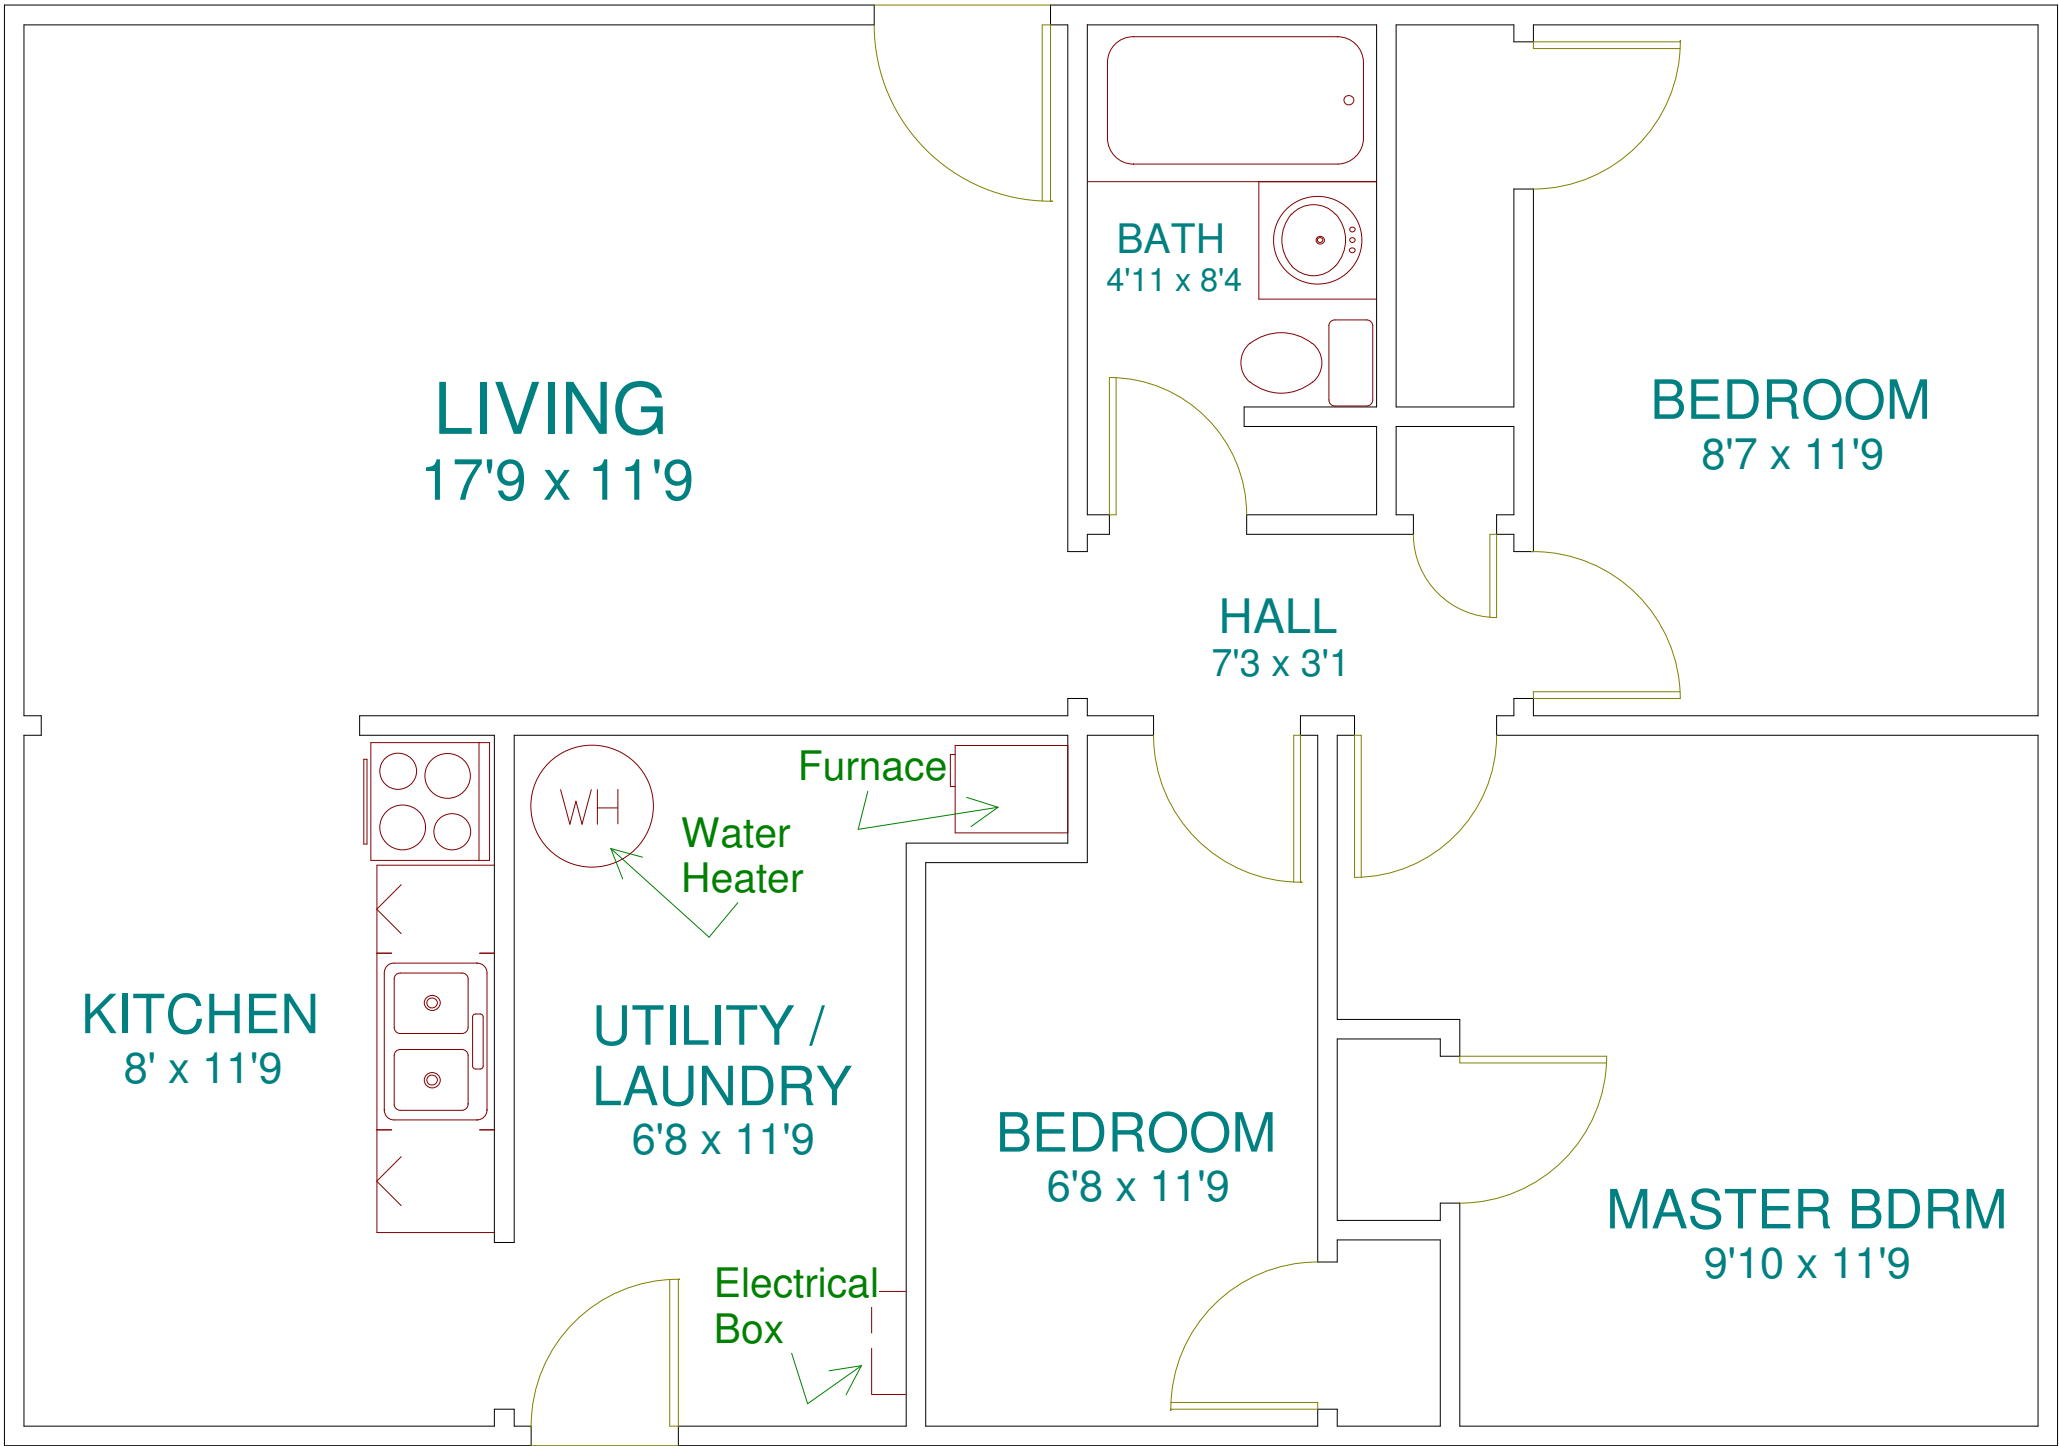 BATH
4'11 x 8'4
LIVING
17'9 x 11'9
BEDROOM
8'7 x 11'9
HALL
7'3 x 3'1
Furnace
WH
Water
Heater
KITCHEN
8' x 11'9
UTILITY /
LAUNDRY
6'8 x 11'9
BEDROOM
6'8 x 11'9
MASTER BDRM
9'10 x 11'9
Electrical
Box